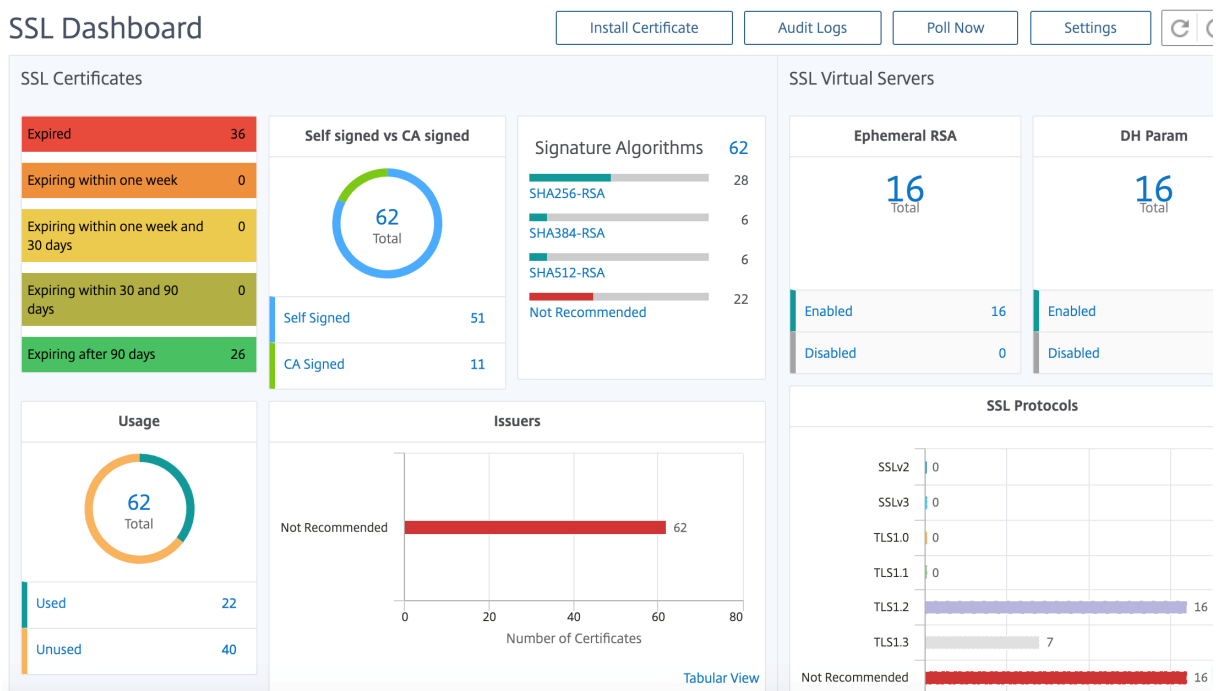 SSL Dashboard
Install Certificate
Audit Logs
Poll Now
Settings
SSL Certificates
Expired 36
Expiring within one week 0
Expiring within one week and 0
30 days
Expiring within 30 and 90 0
days
Expiring after 90 days 26
Self signed vs CA signed
62
Total
Self Signed 51
CA Signed 11
Signature Algorithms 62
28
SHA256-RSA
6
SHA384-RSA
6
SHA512-RSA
22
Not Recommended
Usage
62
Total
Used 22
Unused 40
Issuers
Not Recommended 62
0 20 40 60 80
Number of Certificates
Tabular View
SSL Virtual Servers
Ephemeral RSA
16
Total
Enabled 16
Disabled 0
DH Param
16
Total
Enabled
Disabled
SSL Protocols
SSLv2 0
SSLv3 0
TLS1.0 0
TLS1.1 0
TLS1.2 16
TLS1.3 7
Not Recommended 16